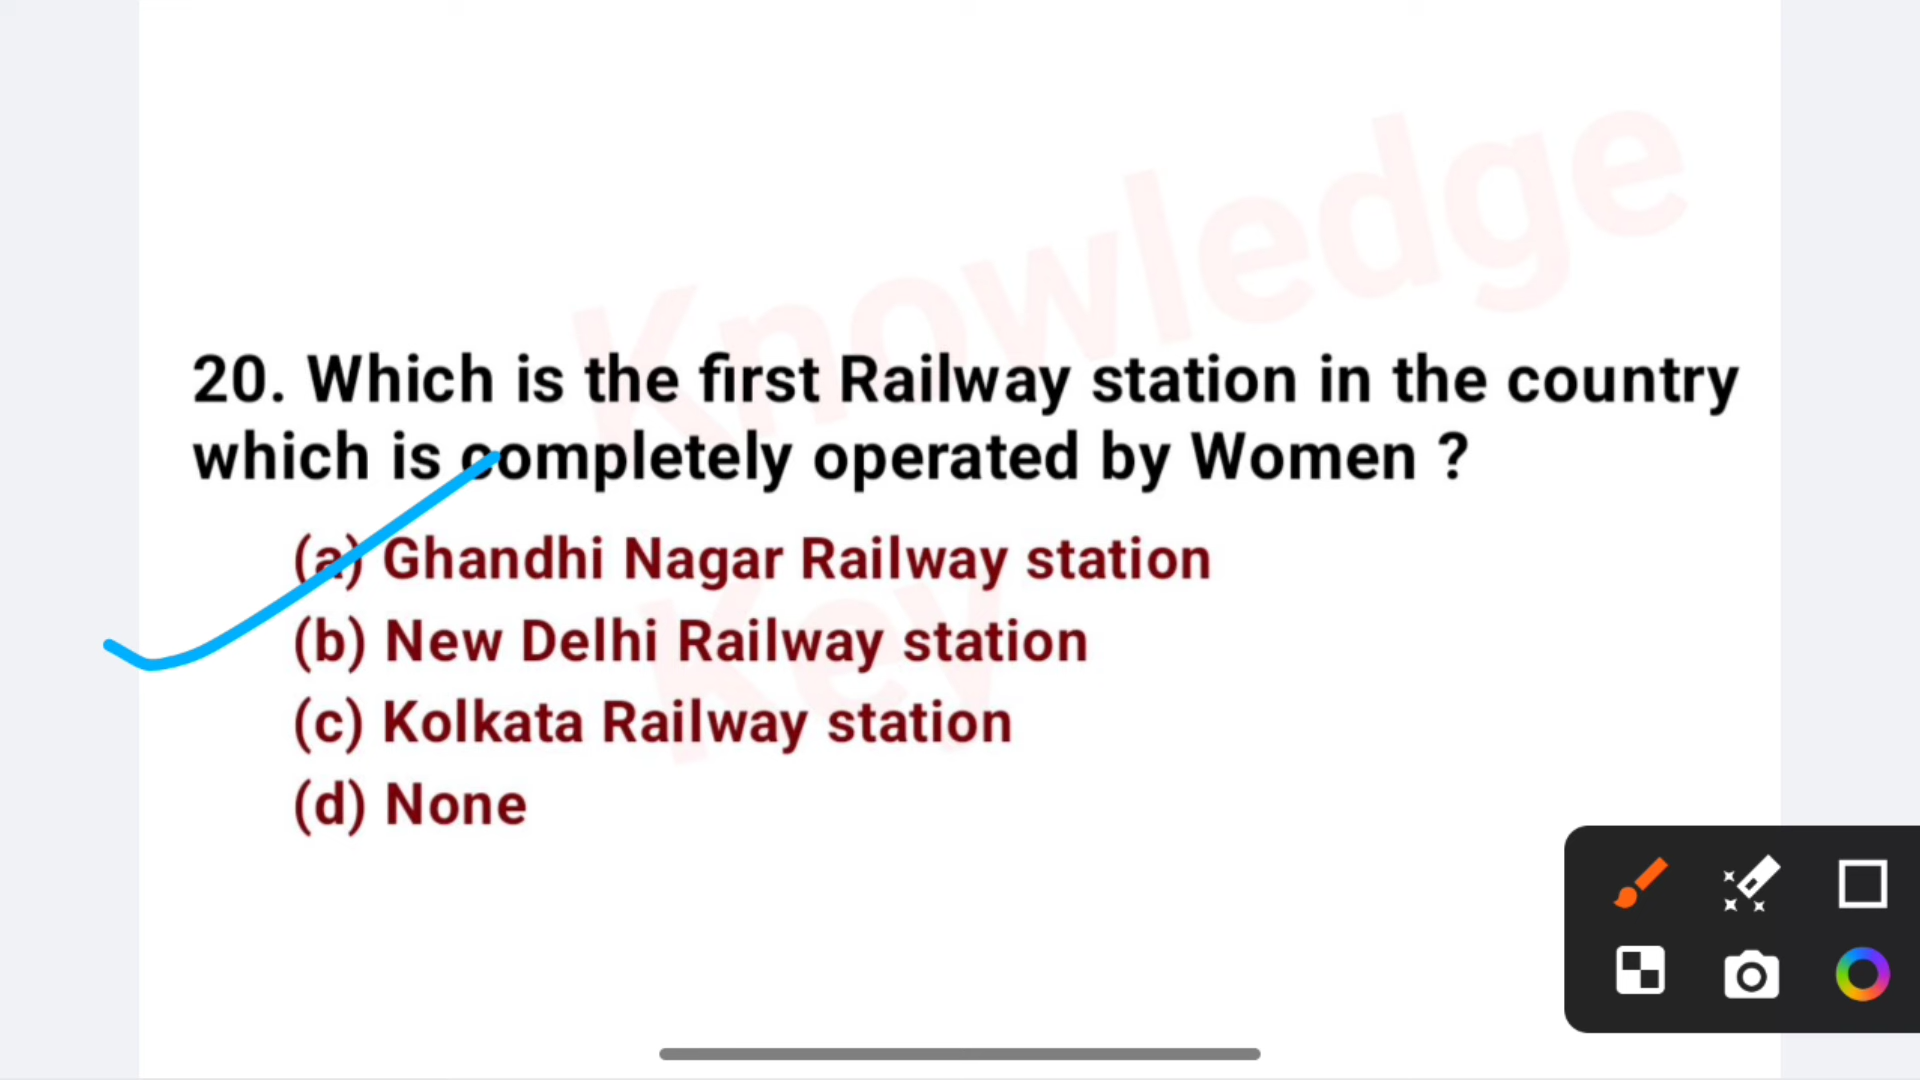 Knowledge
Key
20. Which is the first Railway station in the country
which is completely operated by Women ?
(a) Ghandhi Nagar Railway station
(b) New Delhi Railway station
(c) Kolkata Railway station
(d) None